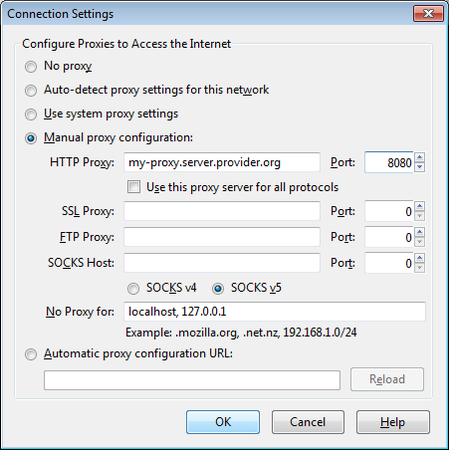 Connection Settings
Configure Proxies to Access the Internet
No proxy
Auto-detect proxy settings for this network
Use system proxy settings
Manual proxy configuration:
HTTP Proxy: my-proxy.server.provider.org Port: 8080
Use this proxy server for all protocols
SSL Proxy: Port: 0
FTP Proxy: Port: 0
SOCKS Host: Port: 0
SOCKS v4 SOCKS v5
No Proxy for: localhost, 127.0.0.1
Example: .mozilla.org, .net.nz, 192.168.1.0/24
Automatic proxy configuration URL:
Reload
OK Cancel Help